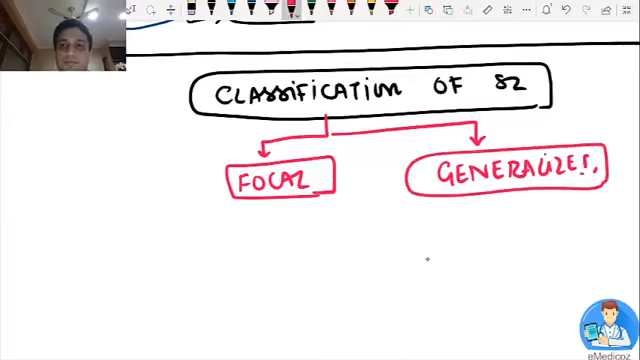 CLASSIFICATION OF SZ
FOCAL
GENERALIZED.
eMedicoz